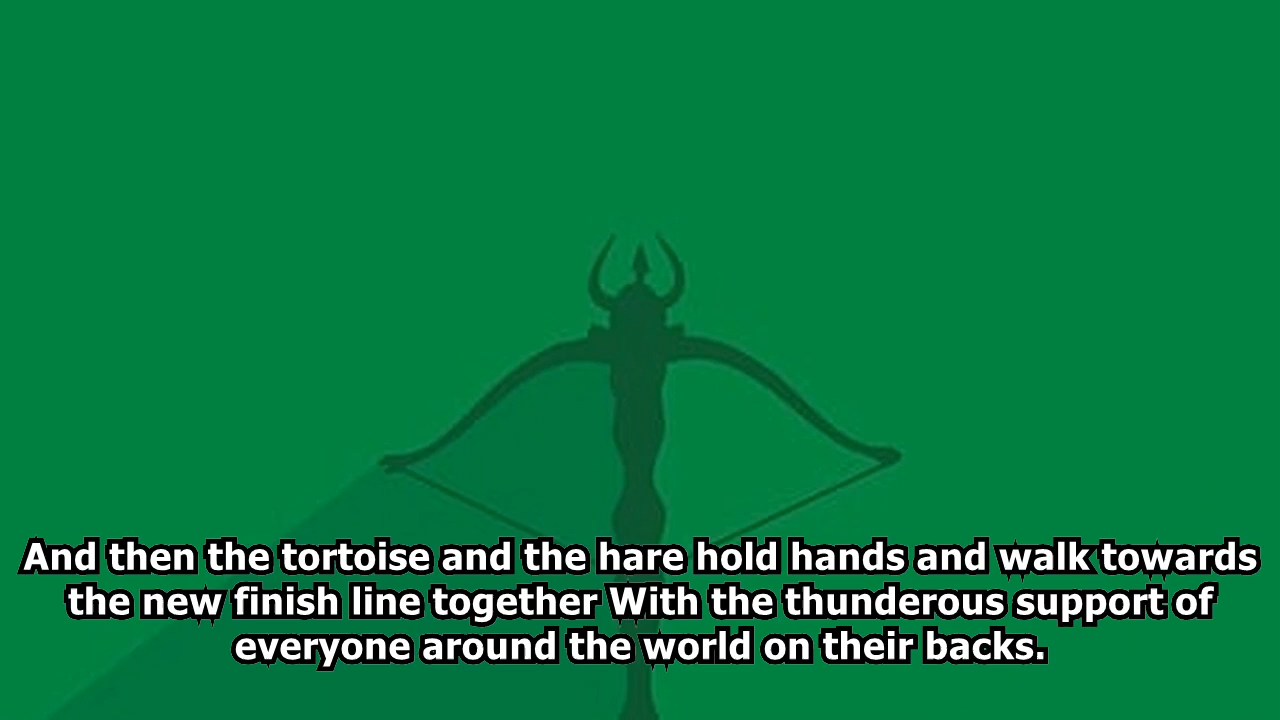 And then the tortoise and the hare hold hands and walk towards
the new finish line together With the thunderous support of
everyone around the world on their backs.